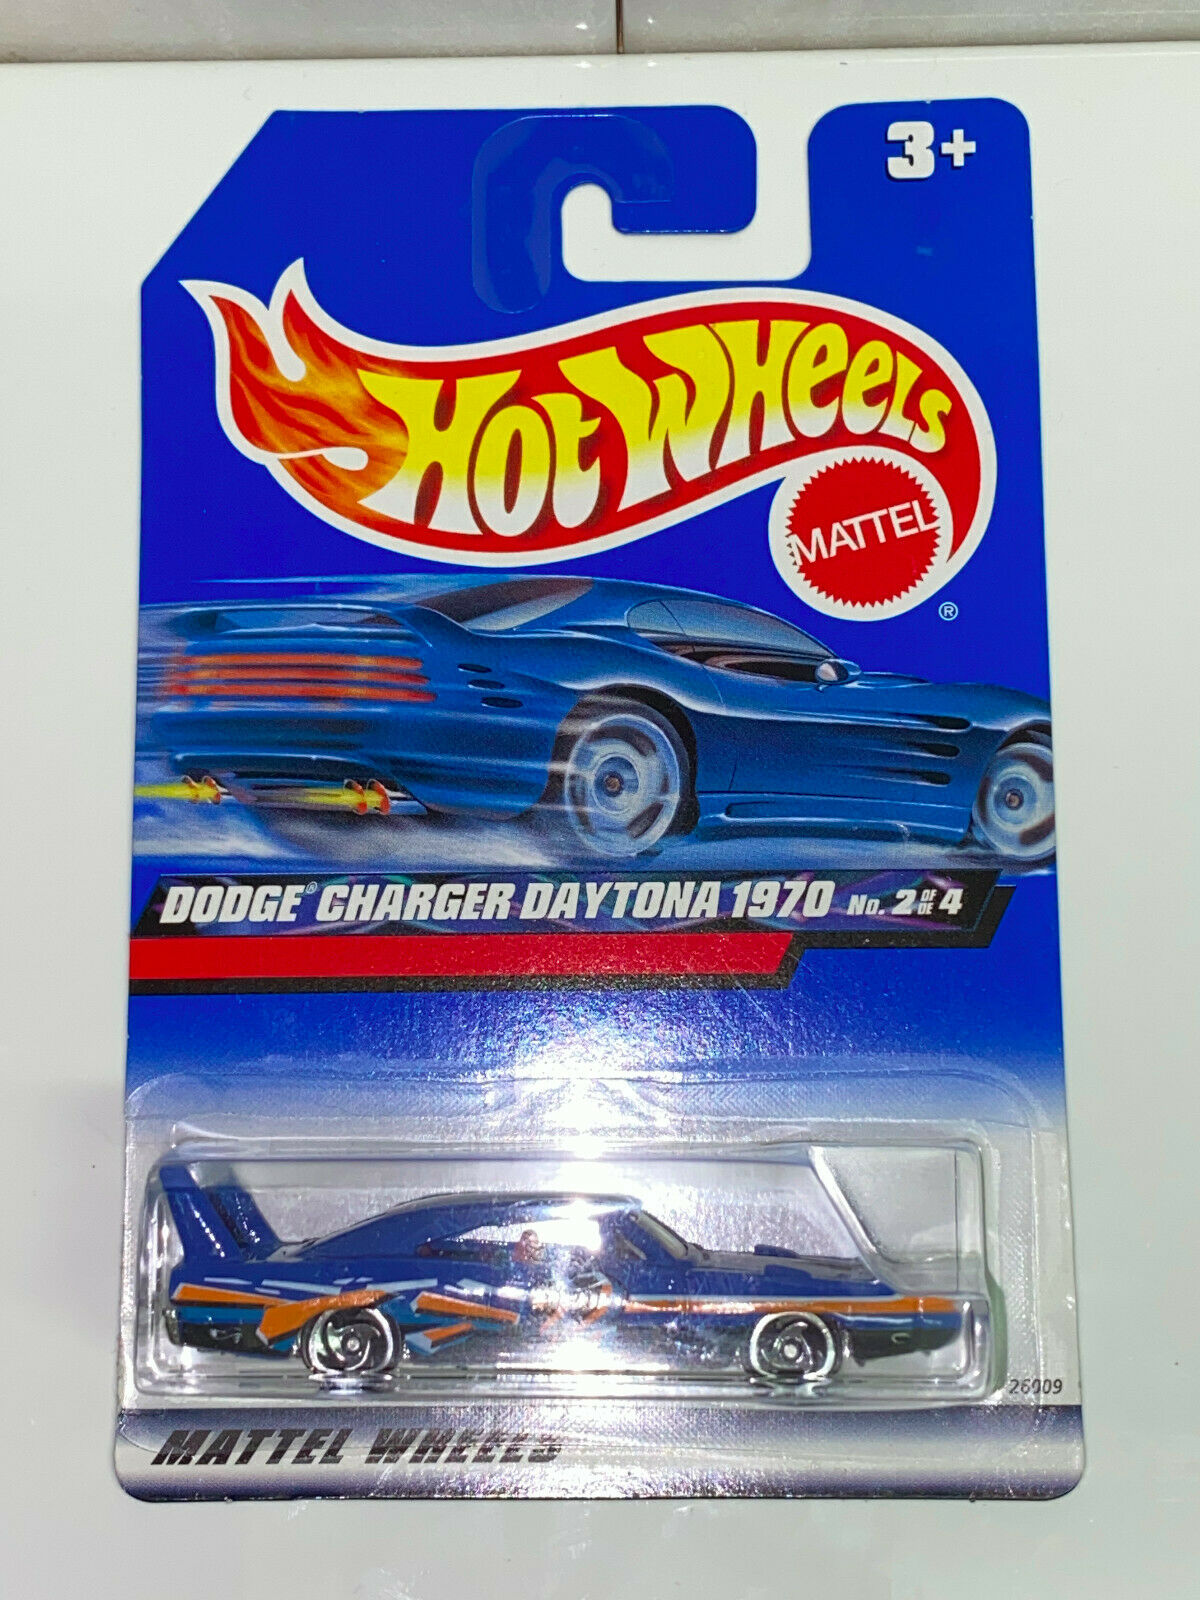 3+
HOT WHEELS
MATTEL
®
DODGE® CHARGER DAYTONA 1970 No. 2 OF DE 4
26009
MATTEL WHEELS